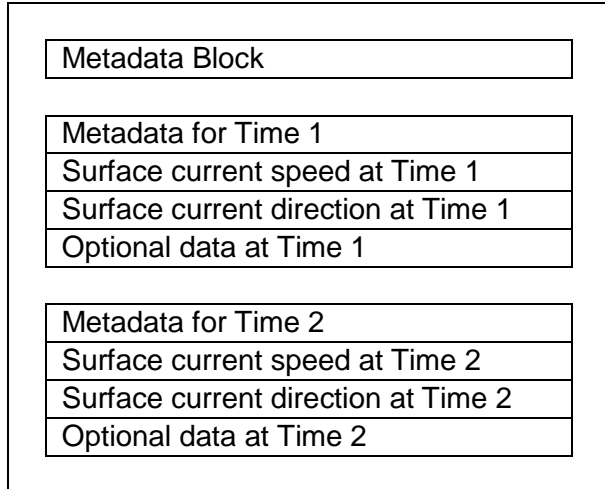 Metadata Block
Metadata for Time 1
Surface current speed at Time 1
Surface current direction at Time 1
Optional data at Time 1
Metadata for Time 2
Surface current speed at Time 2
Surface current direction at Time 2
Optional data at Time 2